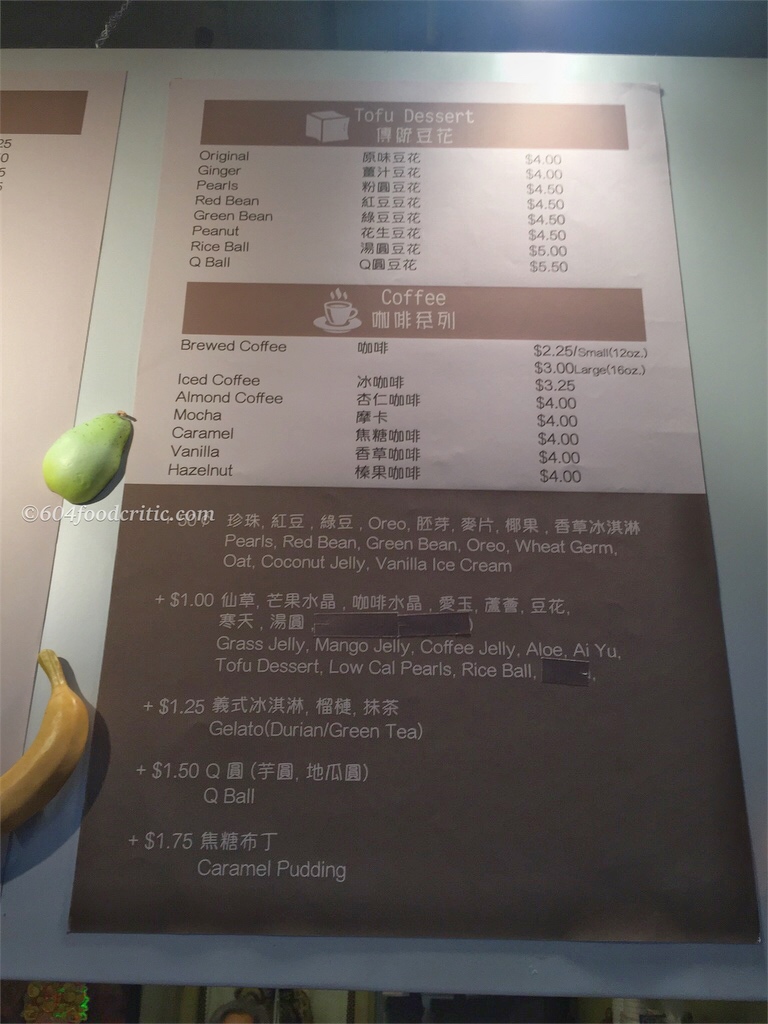 25
0
5
Tofu Dessert
傳統豆花
Original 原味豆花 $4.00
Ginger 薑汁豆花 $4.00
Pearls 粉圓豆花 $4.50
Red Bean 紅豆豆花 $4.50
Green Bean 綠豆豆花 $4.50
Peanut 花生豆花 $4.50
Rice Ball 湯圓豆花 $5.00
Q Ball Q圓豆花 $5.50
Coffee
咖啡系列
Brewed Coffee 咖啡 $2.25/Small(12oz.)
$3.00Large(16oz.)
Iced Coffee 冰咖啡 $3.25
Almond Coffee 杏仁咖啡 $4.00
Mocha 摩卡 $4.00
Caramel 焦糖咖啡 $4.00
Vanilla 香草咖啡 $4.00
Hazelnut 榛果咖啡 $4.00
©604foodcritic.com
珍珠, 紅豆, 綠豆, Oreo, 胚芽, 麥片, 椰果, 香草冰淇淋
Pearls, Red Bean, Green Bean, Oreo, Wheat Germ,
Oat, Coconut Jelly, Vanilla Ice Cream
+ $1.00 仙草, 芒果水晶, 咖啡水晶, 愛玉, 蘆薈, 豆花,
寒天, 湯圓,
Grass Jelly, Mango Jelly, Coffee Jelly, Aloe, Ai Yu,
Tofu Dessert, Low Cal Pearls, Rice Ball, ,
+ $1.25 義式冰淇淋, 榴槤, 抹茶
Gelato(Durian/Green Tea)
+ $1.50 Q 圓 (芋圓, 地瓜圓)
Q Ball
+ $1.75 焦糖布丁
Caramel Pudding